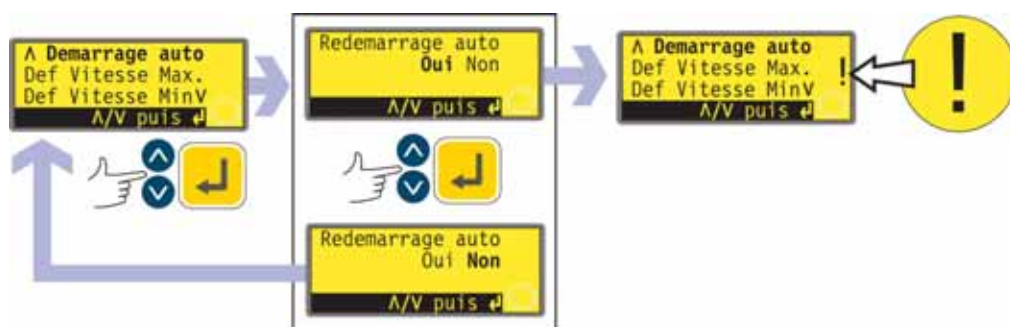 Λ Demarrage auto
Def Vitesse Max.
Def Vitesse MinV
Λ/V puis ↲
Redemarrage auto
Oui Non
Λ/V puis ↲
Redemarrage auto
Oui Non
Λ/V puis ↲
Λ Demarrage auto
Def Vitesse Max. !
Def Vitesse MinV
Λ/V puis ↲
!